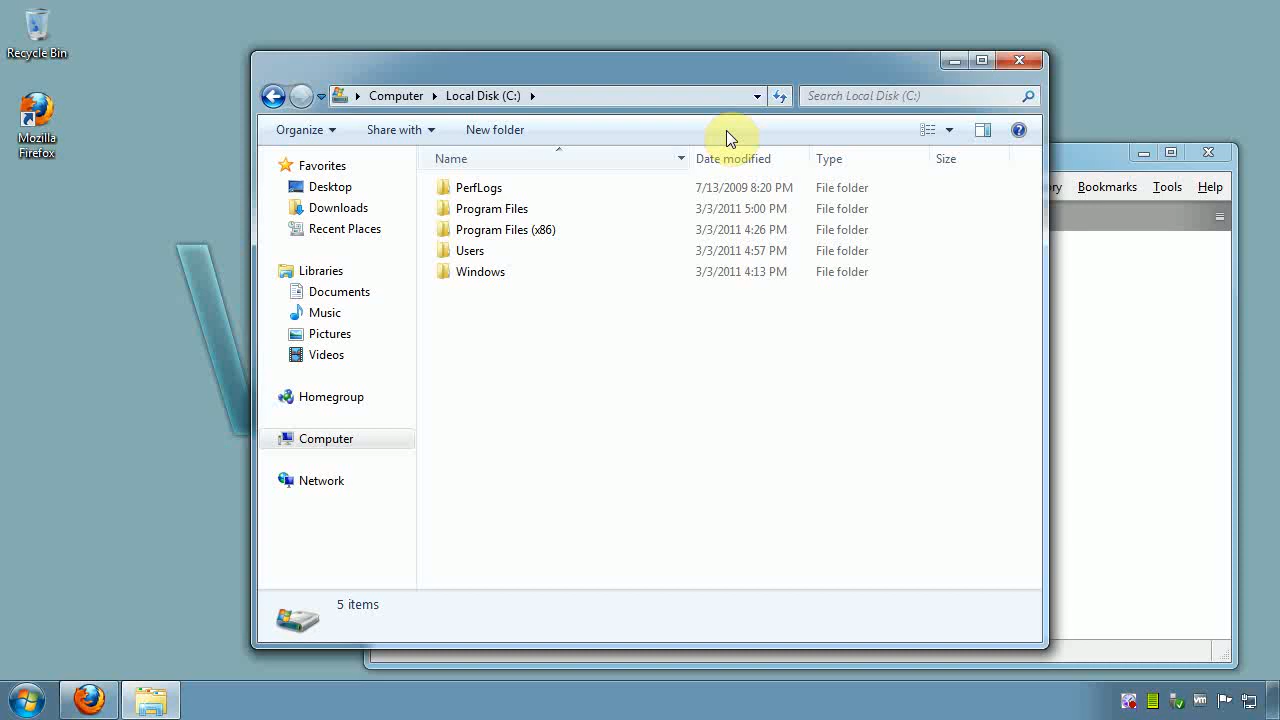 Recycle Bin
Mozilla
Firefox
Computer Local Disk (C:)
Search Local Disk (C:)
Organize Share with New folder
Name Date modified Type Size
Favorites
Desktop
Downloads
Recent Places
Libraries
Documents
Music
Pictures
Videos
Homegroup
Computer
Network
PerfLogs 7/13/2009 8:20 PM File folder
Program Files 3/3/2011 5:00 PM File folder
Program Files (x86) 3/3/2011 4:26 PM File folder
Users 3/3/2011 4:57 PM File folder
Windows 3/3/2011 4:13 PM File folder
5 items
ry Bookmarks Tools Help